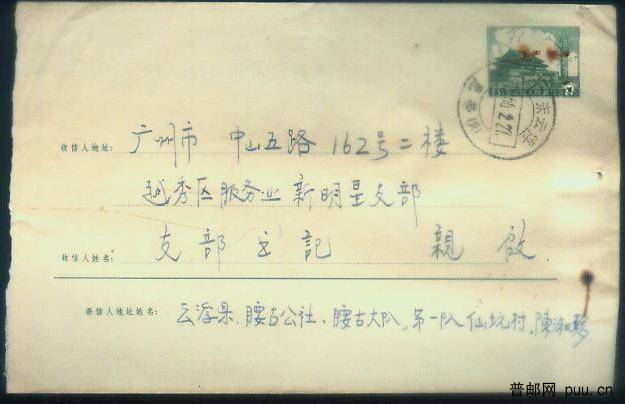 收信人地址: 广州市 中山五路 162号二楼
越秀区服务业 新明星支部
收信人姓名: 支部书記 親啟
寄信人地址姓名: 云浮県、腰古公社、腰古大队,第一队仙坑村,陳
普邮网 puu.cn